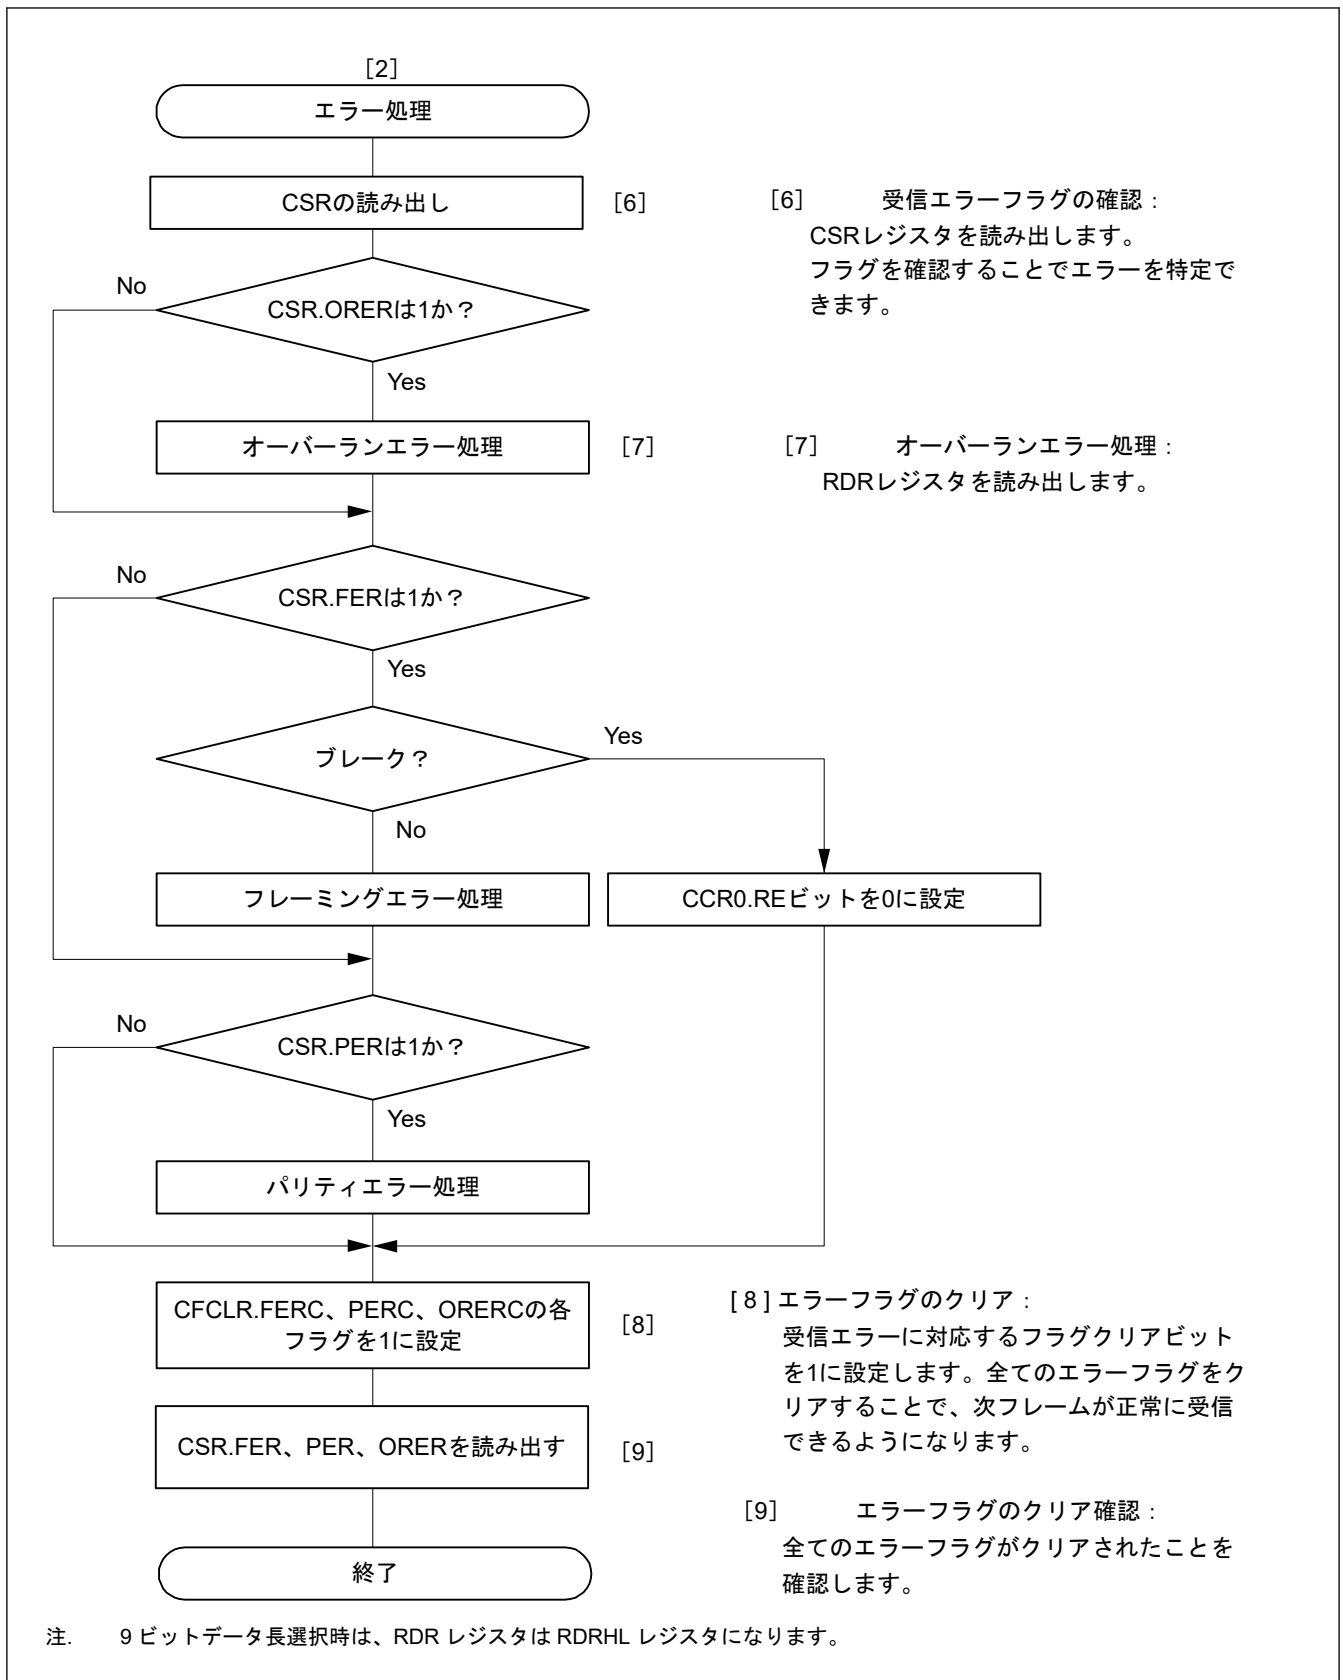 ［2］
エラー処理
CSRの読み出し
［6］
［6］ 受信エラーフラグの確認：
CSRレジスタを読み出します。
フラグを確認することでエラーを特定で
きます。
No
CSR.ORERは1か？
Yes
オーバーランエラー処理
［7］
［7］ オーバーランエラー処理：
RDRレジスタを読み出します。
No
CSR.FERは1か？
Yes
ブレーク？
Yes
No
フレーミングエラー処理
CCR0.REビットを0に設定
No
CSR.PERは1か？
Yes
パリティエラー処理
CFCLR.FERC、PERC、ORERCの各
フラグを1に設定
［8］
[ 8 ] エラーフラグのクリア：
受信エラーに対応するフラグクリアビット
を1に設定します。全てのエラーフラグをク
リアすることで、次フレームが正常に受信
できるようになります。
CSR.FER、PER、ORERを読み出す
［9］
［9］ エラーフラグのクリア確認：
全てのエラーフラグがクリアされたことを
確認します。
終了
注. 9 ビットデータ長選択時は、RDR レジスタは RDRHL レジスタになります。